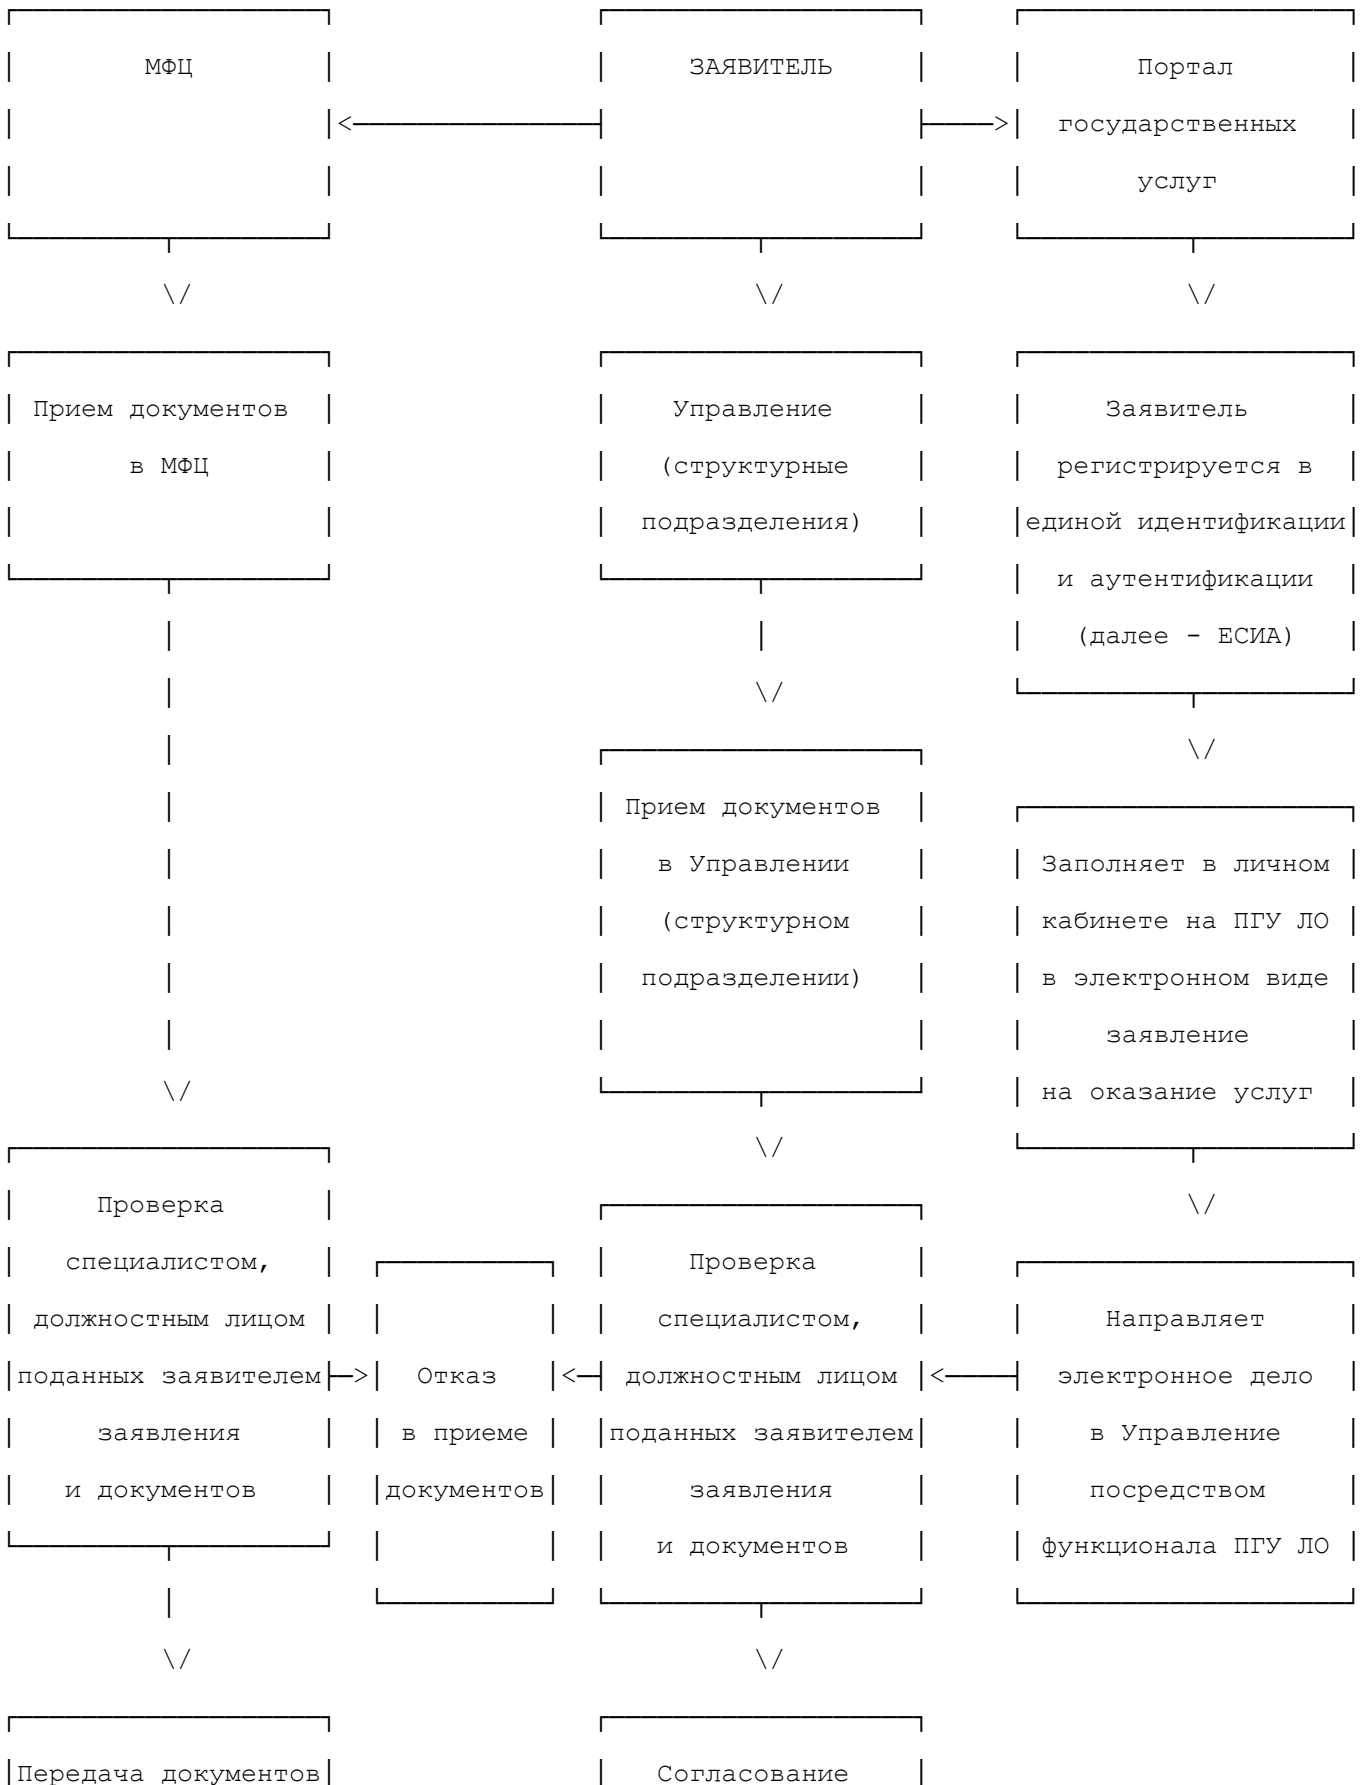 МФЦ
ЗАЯВИТЕЛЬ
Портал
государственных
услуг
Прием документов
в МФЦ
Управление
(структурные
подразделения)
Заявитель
регистрируется в
единой идентификации
и аутентификации
(далее - ЕСИА)
Прием документов
в Управлении
(структурном
подразделении)
Заполняет в личном
кабинете на ПГУ ЛО
в электронном виде
заявление
на оказание услуг
Проверка
специалистом,
должностным лицом
поданных заявителем
заявления
и документов
Отказ
в приеме
документов
Проверка
специалистом,
должностным лицом
поданных заявителем
заявления
и документов
Направляет
электронное дело
в Управление
посредством
функционала ПГУ ЛО
Передача документов
Согласование